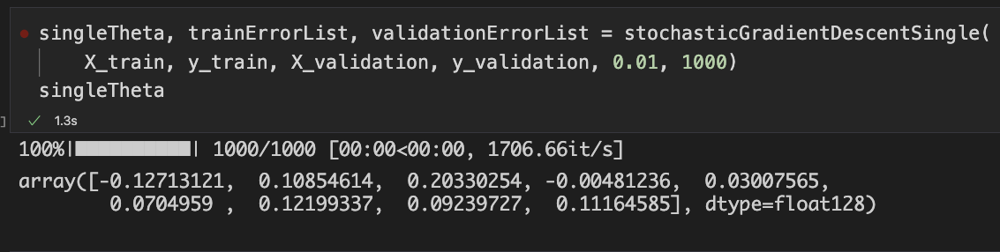 singleTheta, trainErrorList, validationErrorList = stochasticGradientDescentSingle(
    X_train, y_train, X_validation, y_validation, 0.01, 1000)
singleTheta
] ✓ 1.3s
100%|██████████| 1000/1000 [00:00<00:00, 1706.66it/s]
array([-0.12713121,  0.10854614,  0.20330254, -0.00481236,  0.03007565,
        0.0704959 ,  0.12199337,  0.09239727,  0.11164585], dtype=float128)